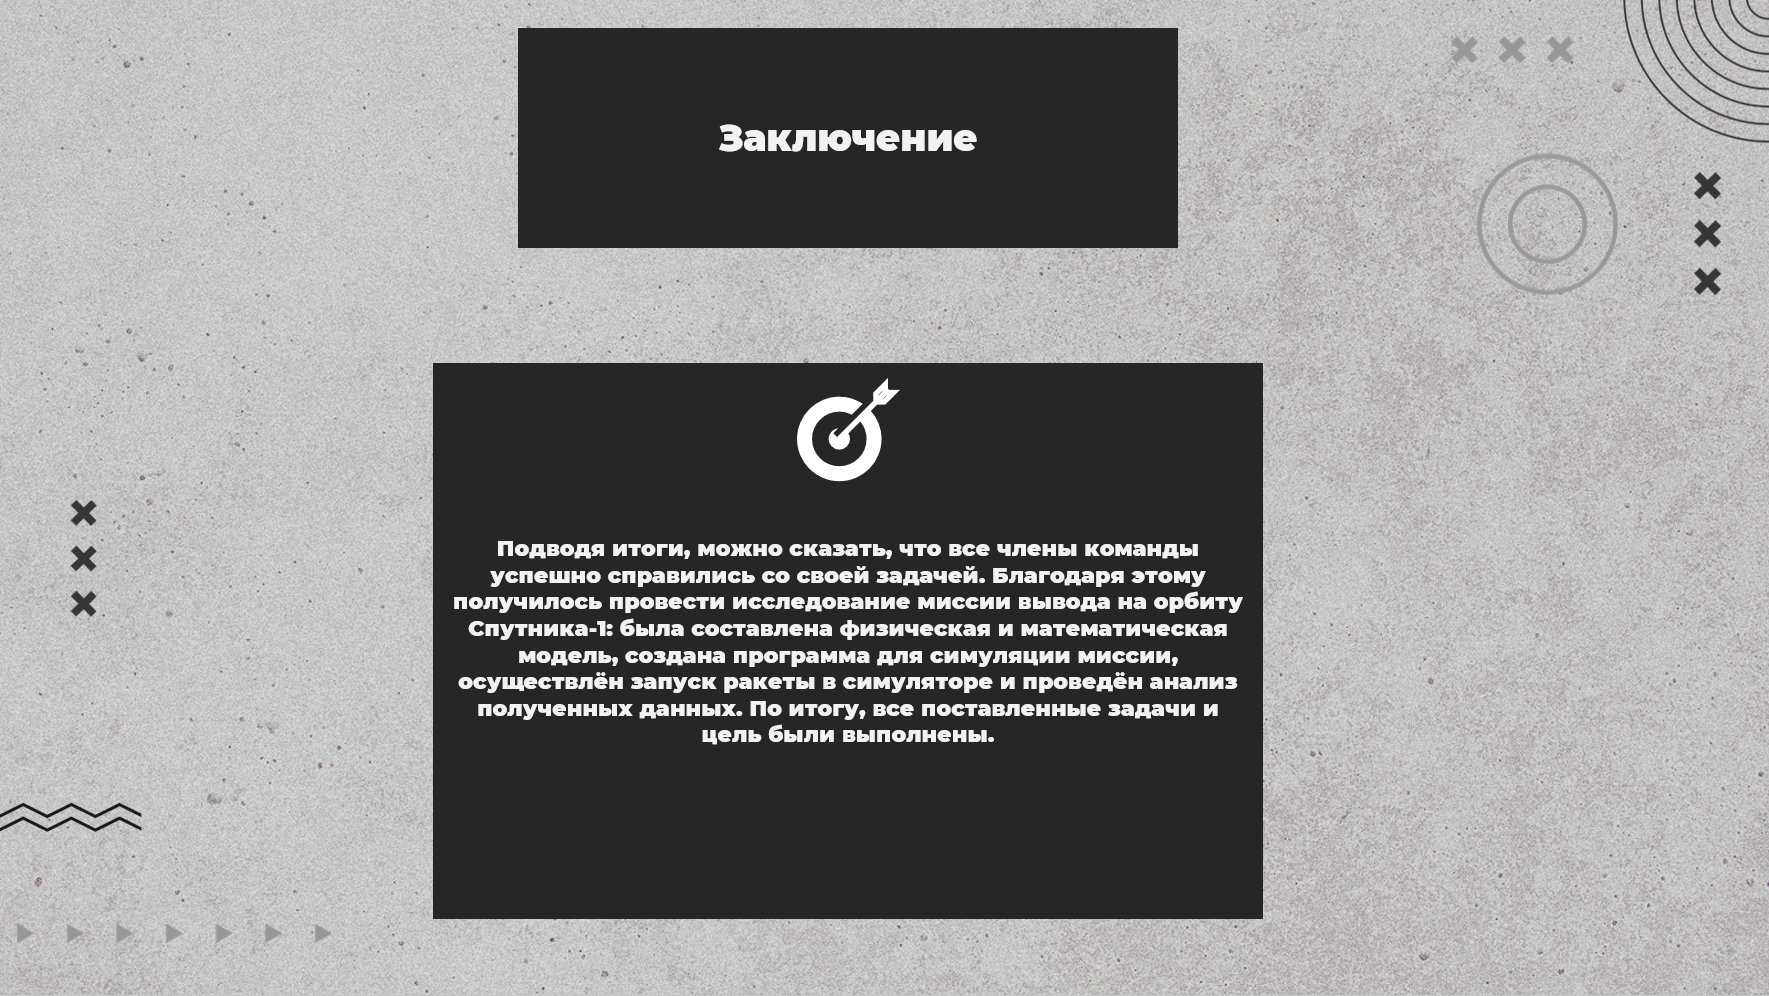 Заключение
Подводя итоги, можно сказать, что все члены команды
успешно справились со своей задачей. Благодаря этому
получилось провести исследование миссии вывода на орбиту
Спутника-1: была составлена физическая и математическая
модель, создана программа для симуляции миссии,
осуществлён запуск ракеты в симуляторе и проведён анализ
полученных данных. По итогу, все поставленные задачи и
цель были выполнены.